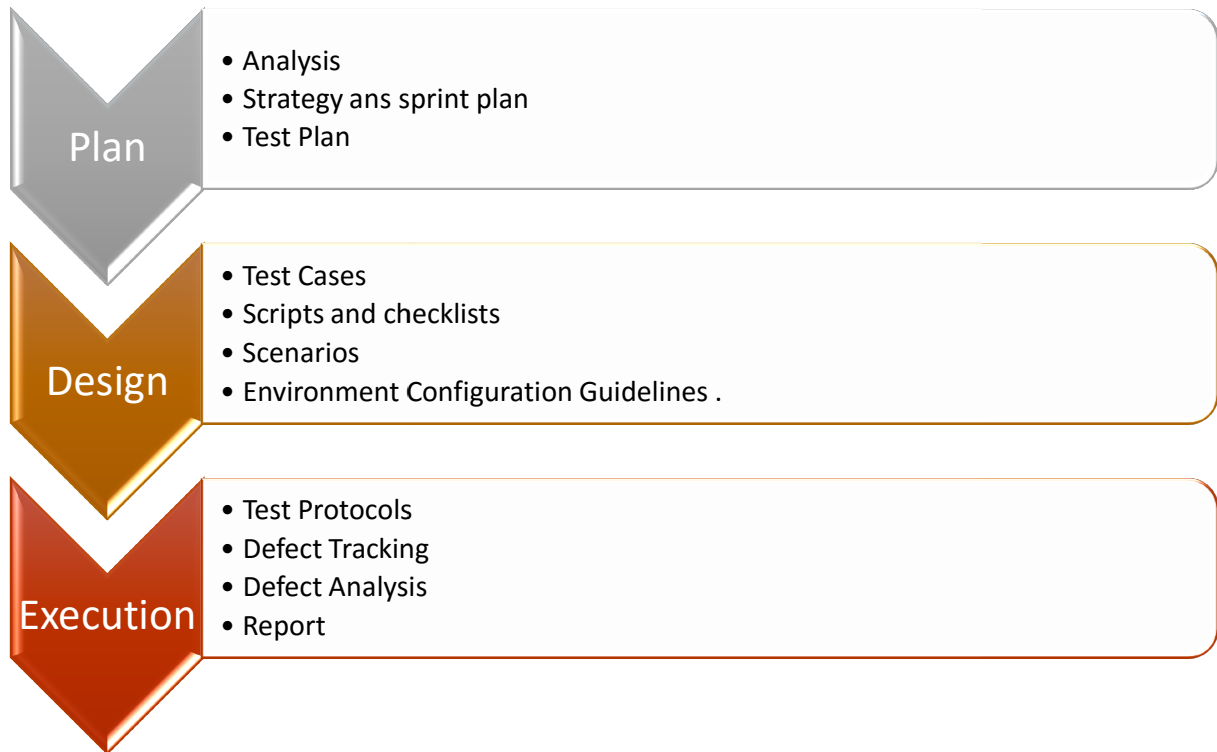 Plan
• Analysis
• Strategy ans sprint plan
• Test Plan
Design
• Test Cases
• Scripts and checklists
• Scenarios
• Environment Configuration Guidelines .
Execution
• Test Protocols
• Defect Tracking
• Defect Analysis
• Report